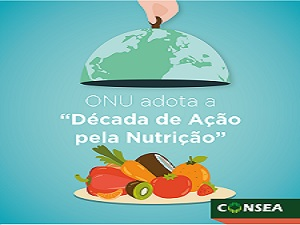 ONU adota a
“Década de Ação
pela Nutrição”
CONSEA